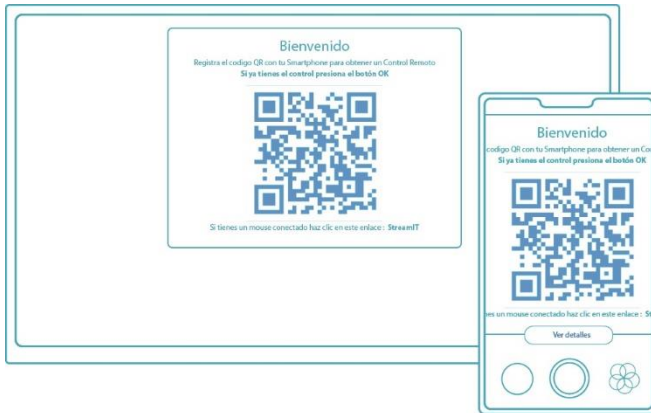 Bienvenido
Registra el codigo QR con tu Smartphone para obtener un Control Remoto
Si ya tienes el control presiona el botón OK
Si tienes un mouse conectado haz clic en este enlace : StreamIT
Bienvenido
codigo QR con tu Smartphone para obtener un Co
Si ya tienes el control presiona el botón OK
es un mouse conectado haz clic en este enlace : St
Ver detalles